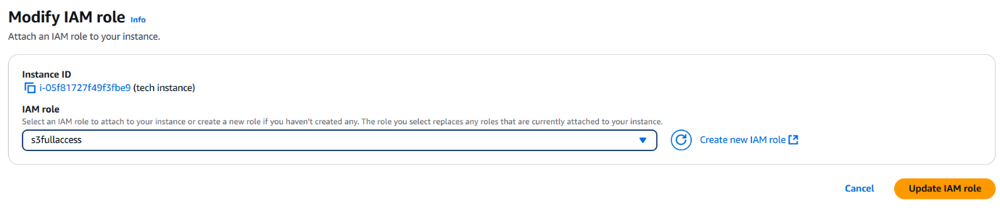 Modify IAM role Info
Attach an IAM role to your instance.
Instance ID
i-05f81727f49f3fbe9 (tech instance)
IAM role
Select an IAM role to attach to your instance or create a new role if you haven't created any. The role you select replaces any roles that are currently attached to your instance.
s3fullaccess
Create new IAM role
Cancel
Update IAM role